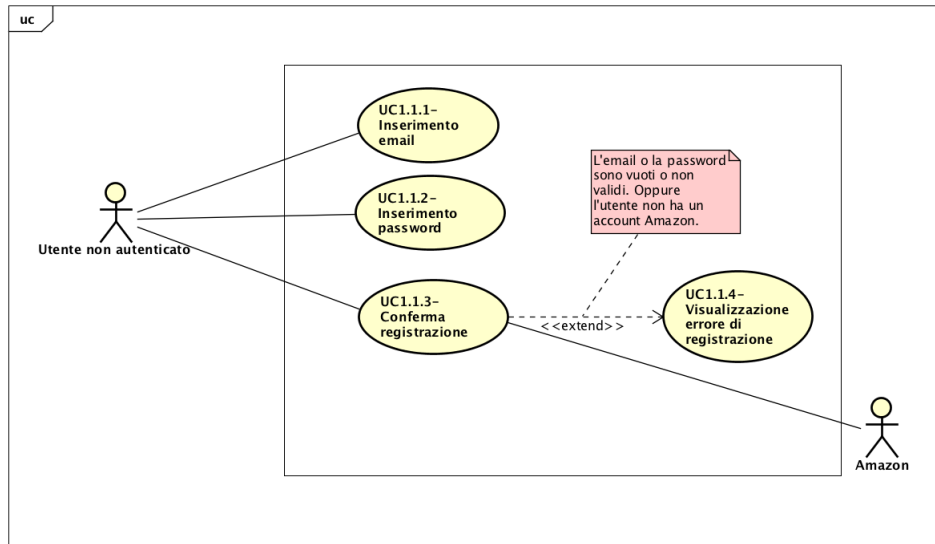 uc
UC1.1.1-
Inserimento
email
L'email o la password
sono vuoti o non
validi. Oppure
l'utente non ha un
account Amazon.
UC1.1.2-
Inserimento
password
Utente non autenticato
UC1.1.3-
Conferma
registrazione
<<extend>>
UC1.1.4-
Visualizzazione
errore di
registrazione
Amazon